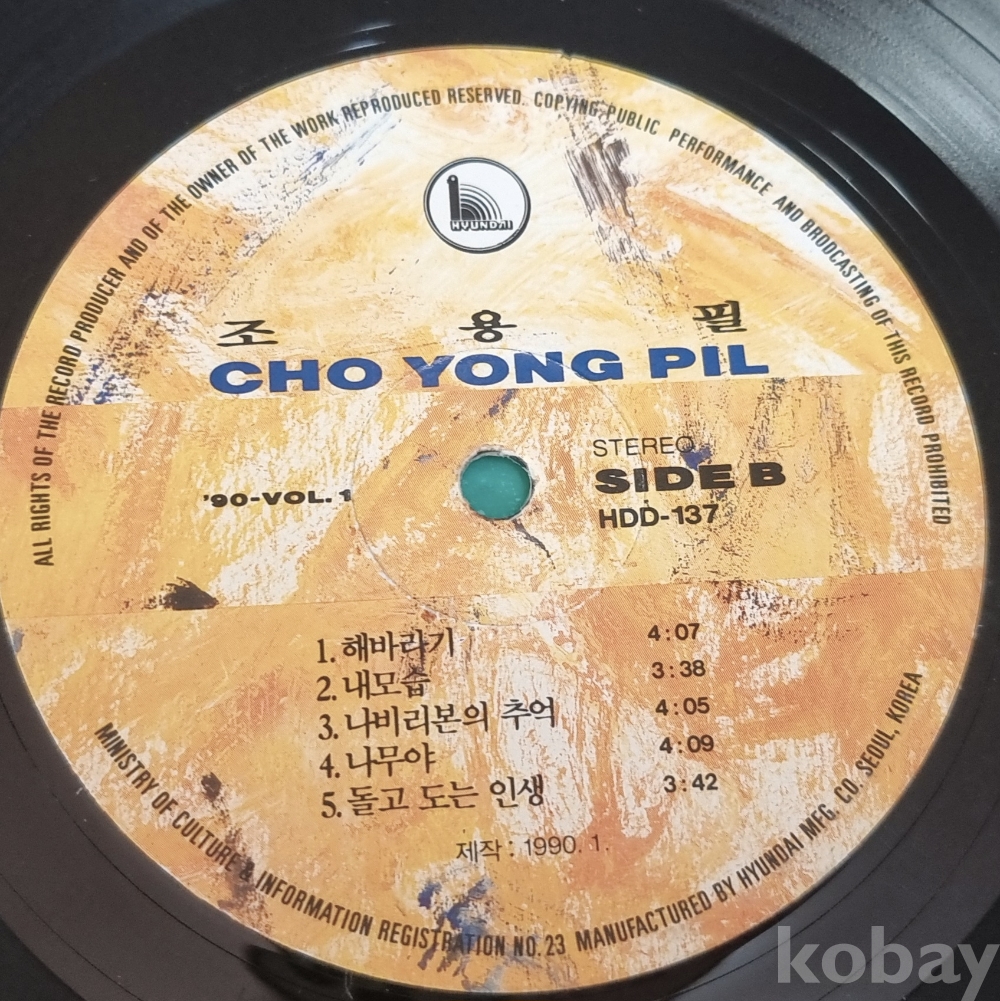 ALL RIGHTS OF THE RECORD PRODUCER AND OF THE OWNER OF THE WORK REPRODUCED RESERVED. COPYING, PUBLIC PERFORMANCE AND BRODCASTING OF THIS RECORD PROHIBITED
HYUNDAI
조 용 필
CHO YONG PIL
STEREO
'90-VOL. 1
SIDE B
HDD-137
1. 해바라기 4:07
2. 내모습 3:38
3. 나비리본의 추억 4:05
4. 나무야 4:09
5. 돌고 도는 인생 3:42
제작 : 1990. 1.
MINISTRY OF CULTURE & INFORMATION REGISTRATION NO. 23 MANUFACTURED BY HYUNDAI MFG. CO. SEOUL, KOREA
kobay